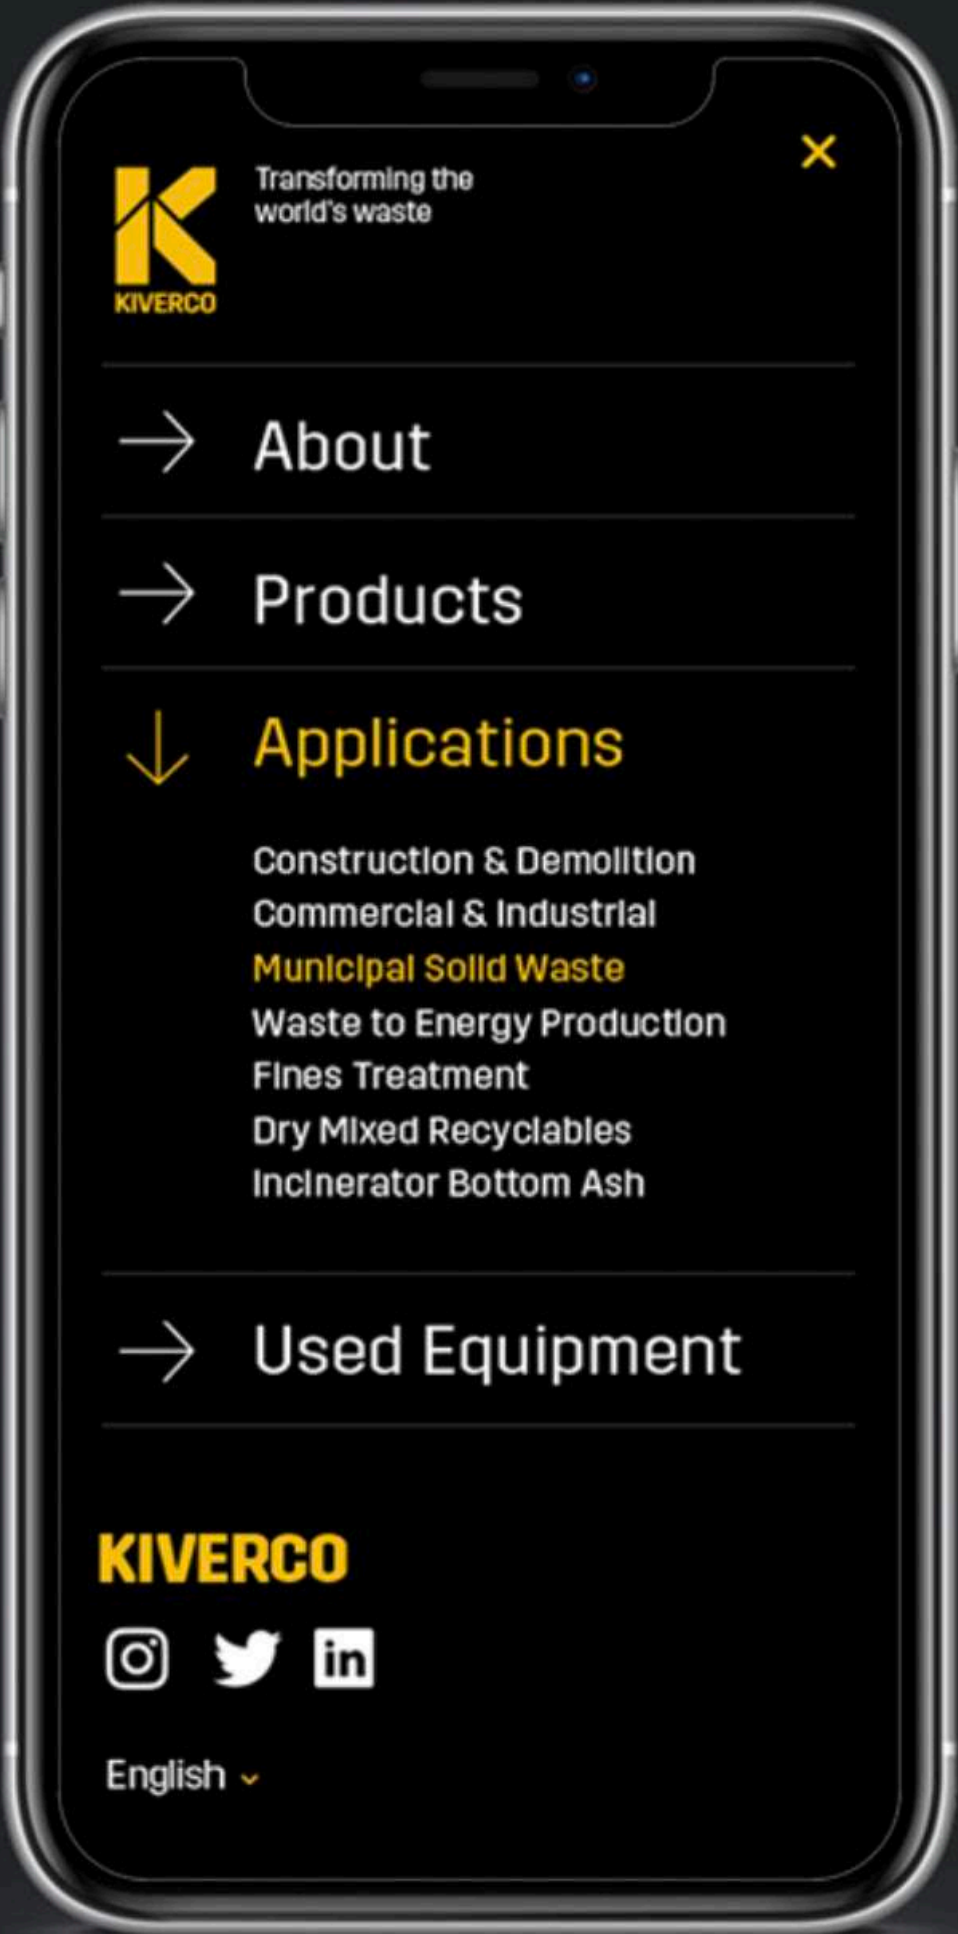 Transforming the
world's waste
KIVERCO
About
Products
Applications
Construction & Demolition
Commercial & Industrial
Municipal Solid Waste
Waste to Energy Production
Fines Treatment
Dry Mixed Recyclables
Incinerator Bottom Ash
Used Equipment
KIVERCO
in
English